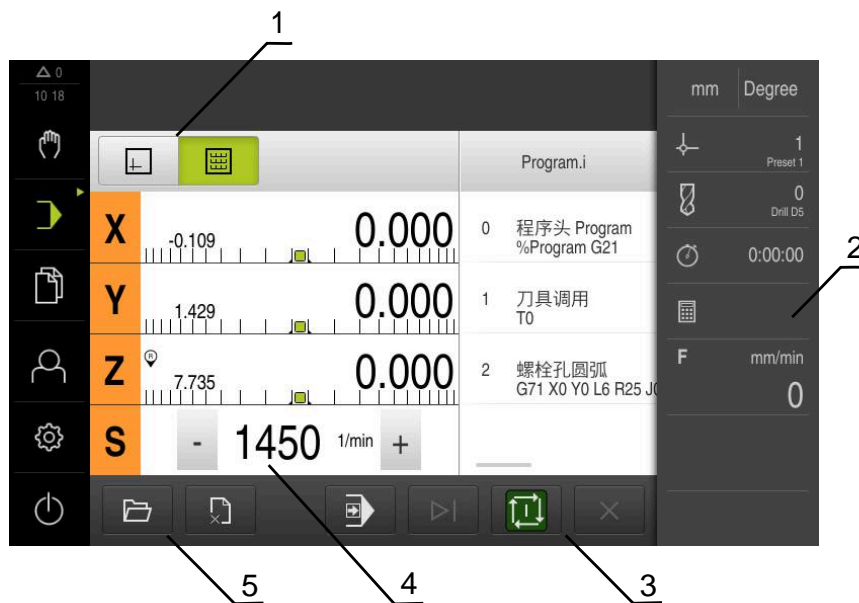 1
0
10 18
mm
Degree
1
Preset 1
Program.i
0
Drill D5
X
-0.109
0.000
0
程序头 Program
%Program G21
0:00:00
2
Y
1.429
0.000
1
刀具调用
T0
Z
R
7.735
0.000
2
螺栓孔圆弧
G71 X0 Y0 L6 R25 J
F
mm/min
0
S
-
1450
1/min
+
I
5
4
3